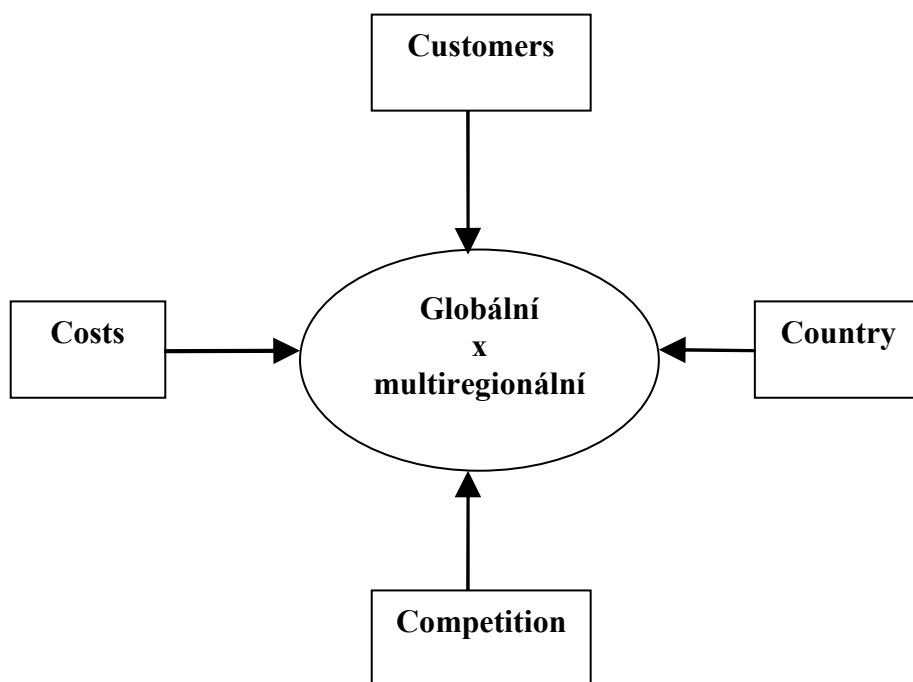 Customers
Costs
Globální
x
multiregionální
Country
Competition